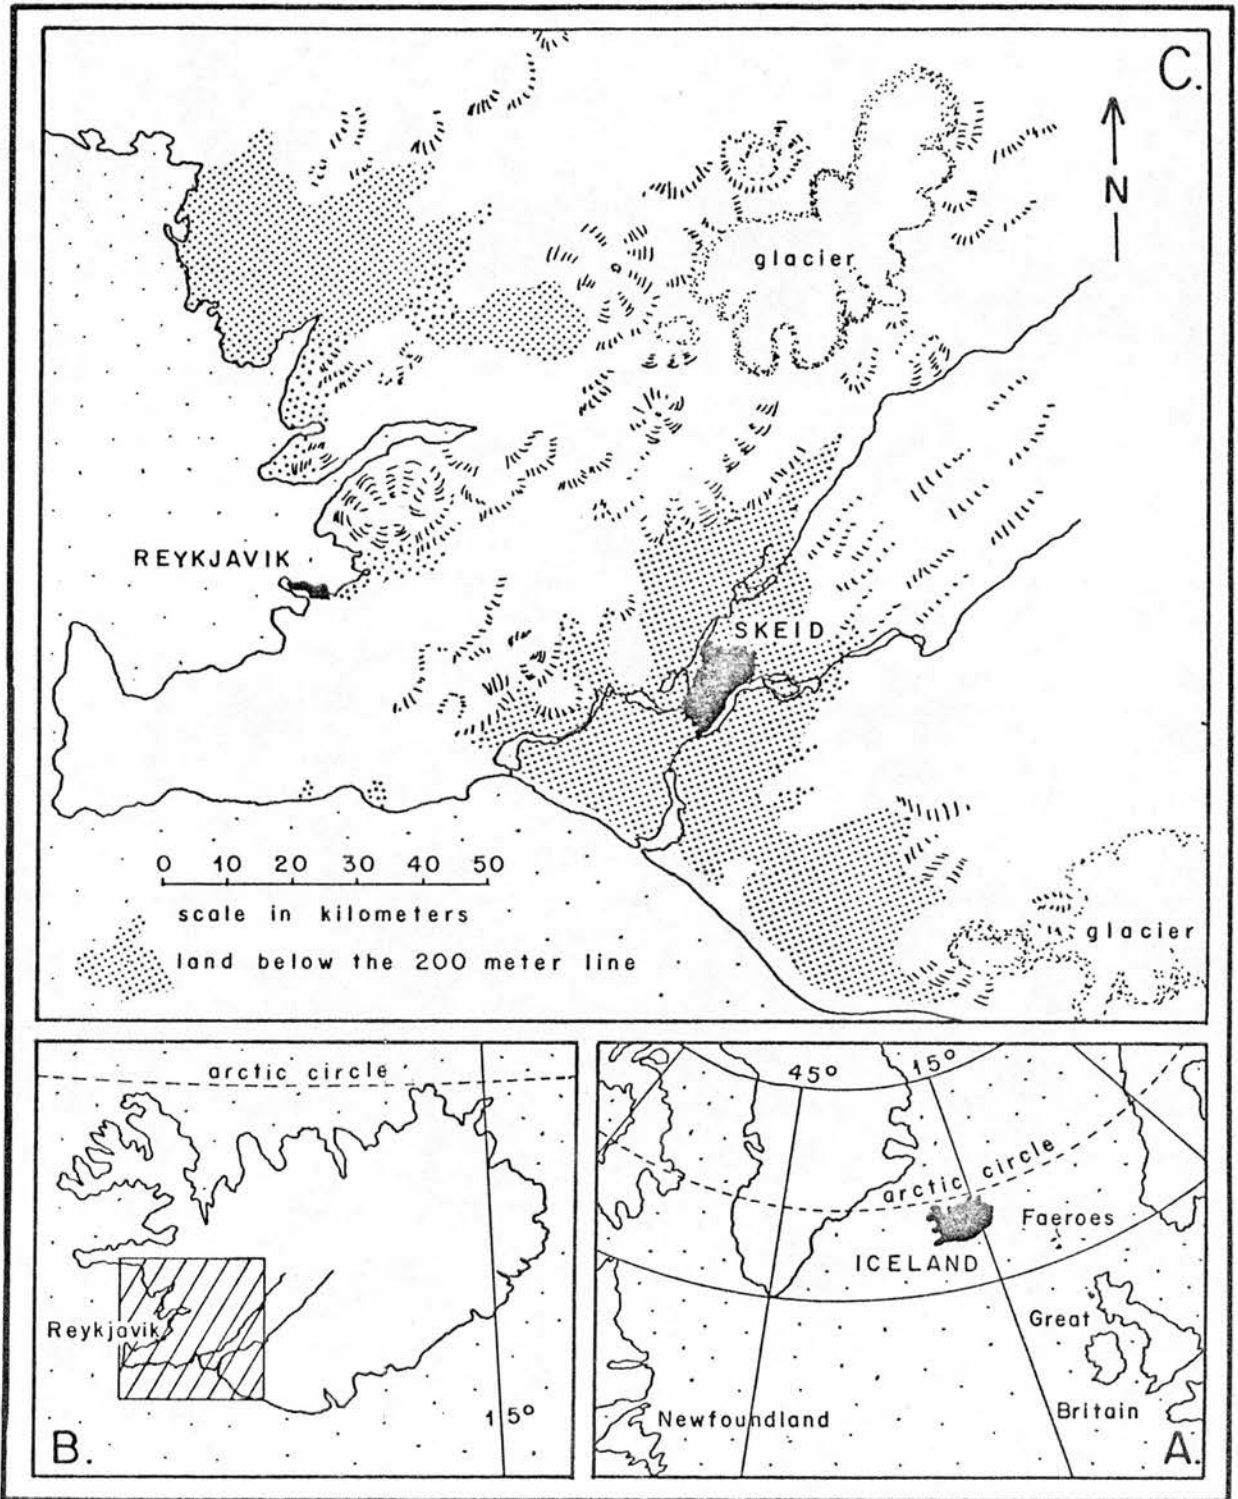 C.
N
glacier
REYKJAVIK
SKEID
0 10 20 30 40 50
scale in kilometers
land below the 200 meter line
glacier
arctic circle
Reykjavik
15°
B.
45°
15°
arctic circle
Faeroes
ICELAND
Great
Britain
Newfoundland
A.